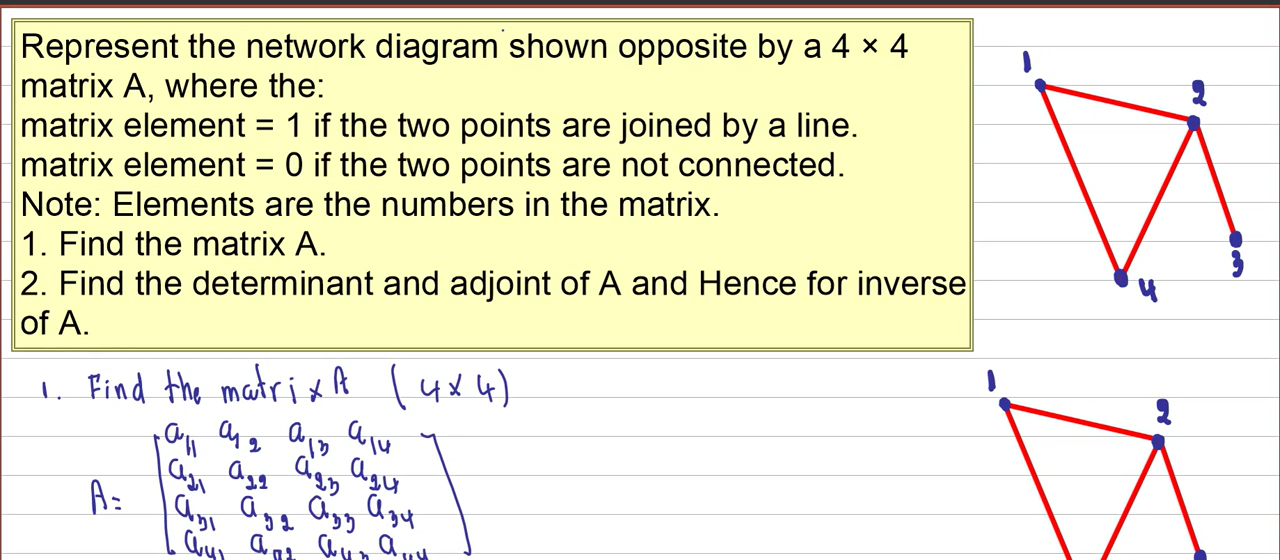 Represent the network diagram shown opposite by a 4 × 4
matrix A, where the:
matrix element = 1 if the two points are joined by a line.
matrix element = 0 if the two points are not connected.
Note: Elements are the numbers in the matrix.
1. Find the matrix A.
2. Find the determinant and adjoint of A and Hence for inverse
of A.
1
2
3
4
1. Find the matrix A (4 x 4)
a11 a12 a13 a14
a21 a22 a23 a24
A=
a31 a32 a33 a34
1
2